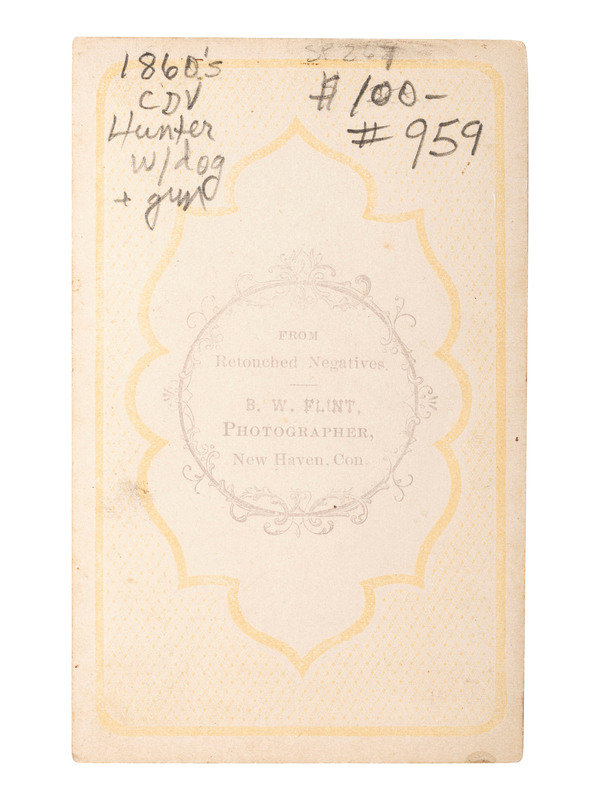 1860's
CDV
Hunter
w/dog
+ gun
$100-
#959
FROM
Retouched Negatives.
B. W. FLINT,
PHOTOGRAPHER,
New Haven, Con.